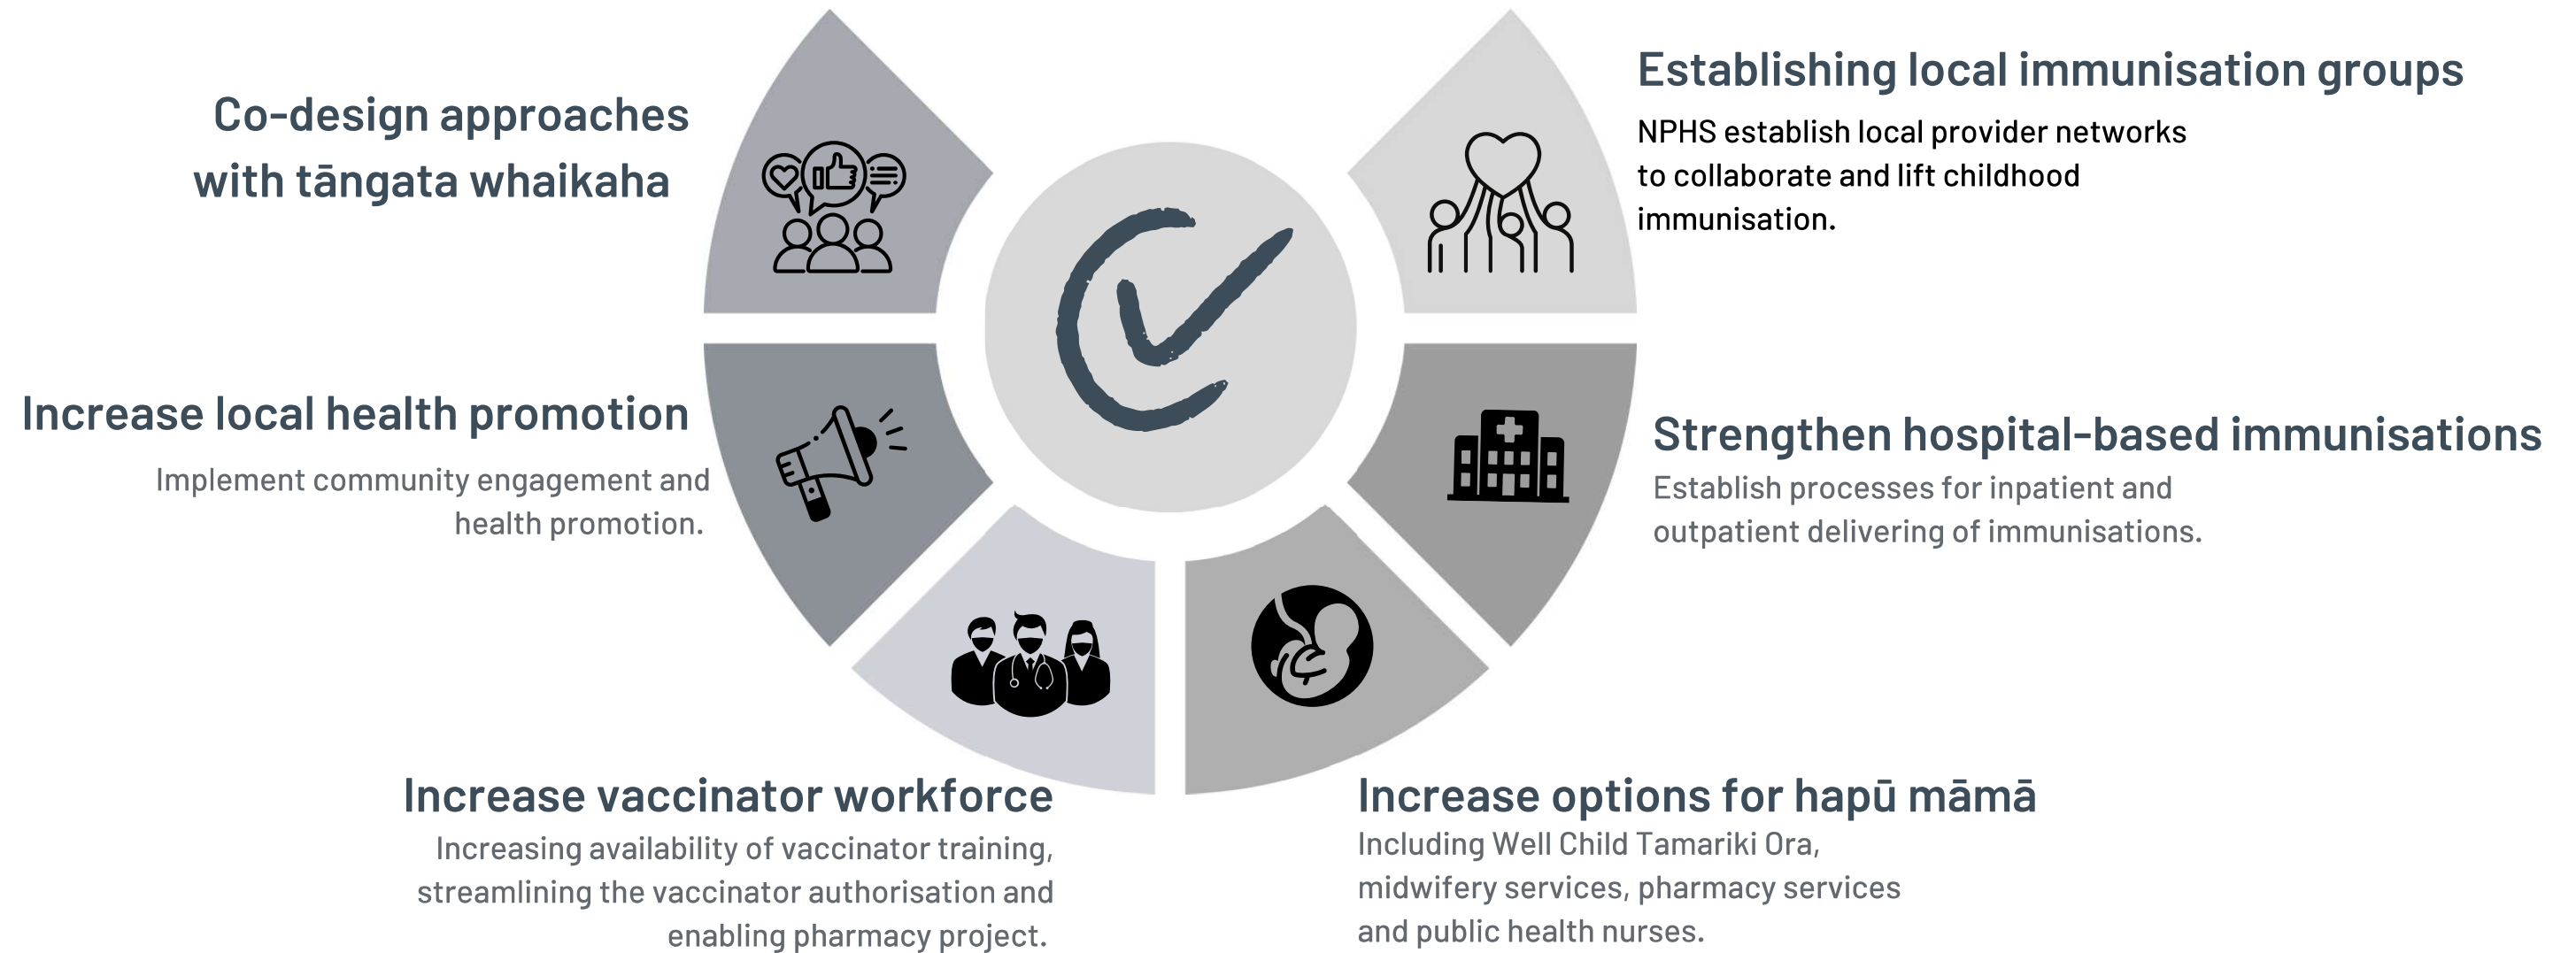 Co-design approaches
with tāngata whaikaha
Increase local health promotion
Implement community engagement and
health promotion.
Increase vaccinator workforce
Increasing availability of vaccinator training,
streamlining the vaccinator authorisation and
enabling pharmacy project.
Establishing local immunisation groups
NPHS establish local provider networks
to collaborate and lift childhood
immunisation.
Strengthen hospital-based immunisations
Establish processes for inpatient and
outpatient delivering of immunisations.
Increase options for hapū māmā
Including Well Child Tamariki Ora,
midwifery services, pharmacy services
and public health nurses.